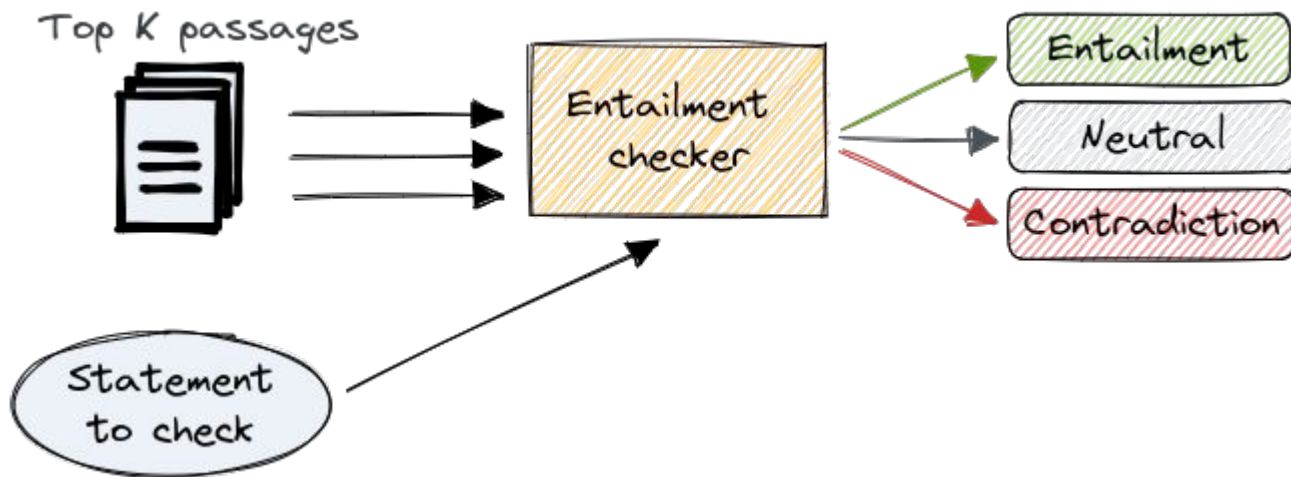 Top K passages
Entailment
checker
Entailment
Neutral
Contradiction
Statement
to check